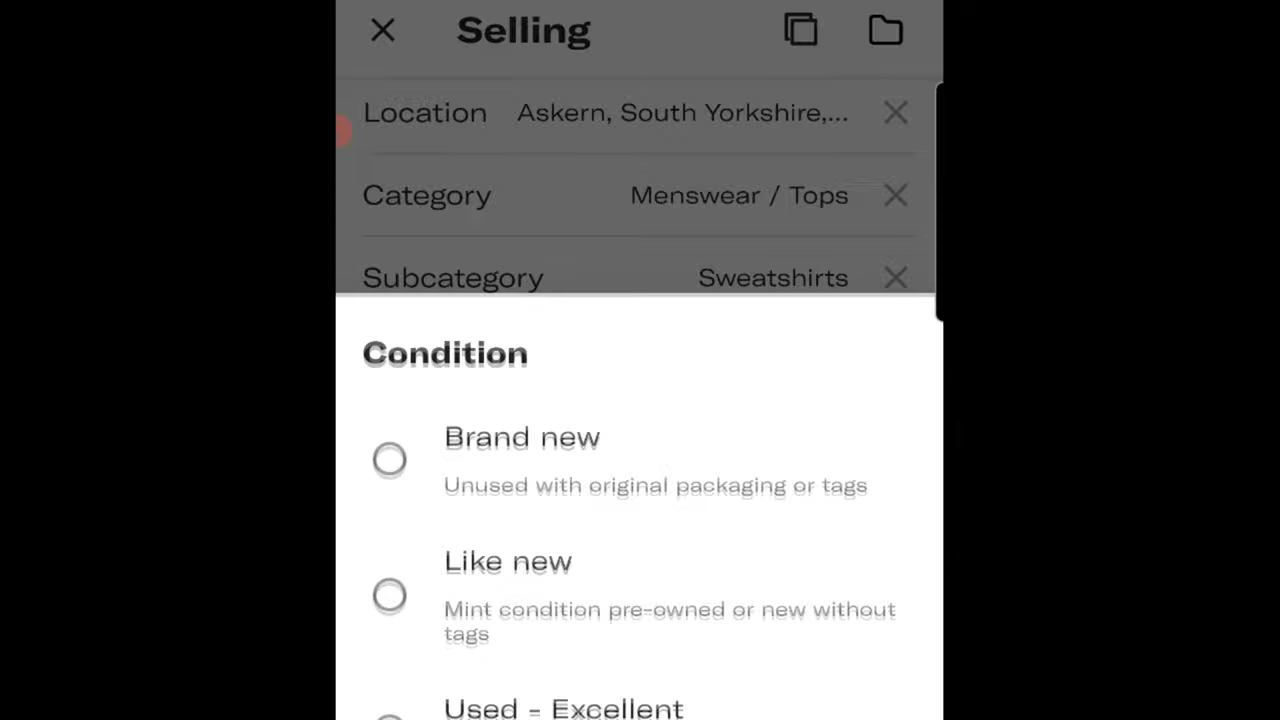 Selling
Location Askern, South Yorkshire,...
Category Menswear / Tops
Subcategory Sweatshirts
Condition
Brand new
Unused with original packaging or tags
Like new
Mint condition pre-owned or new without
tags
Used - Excellent